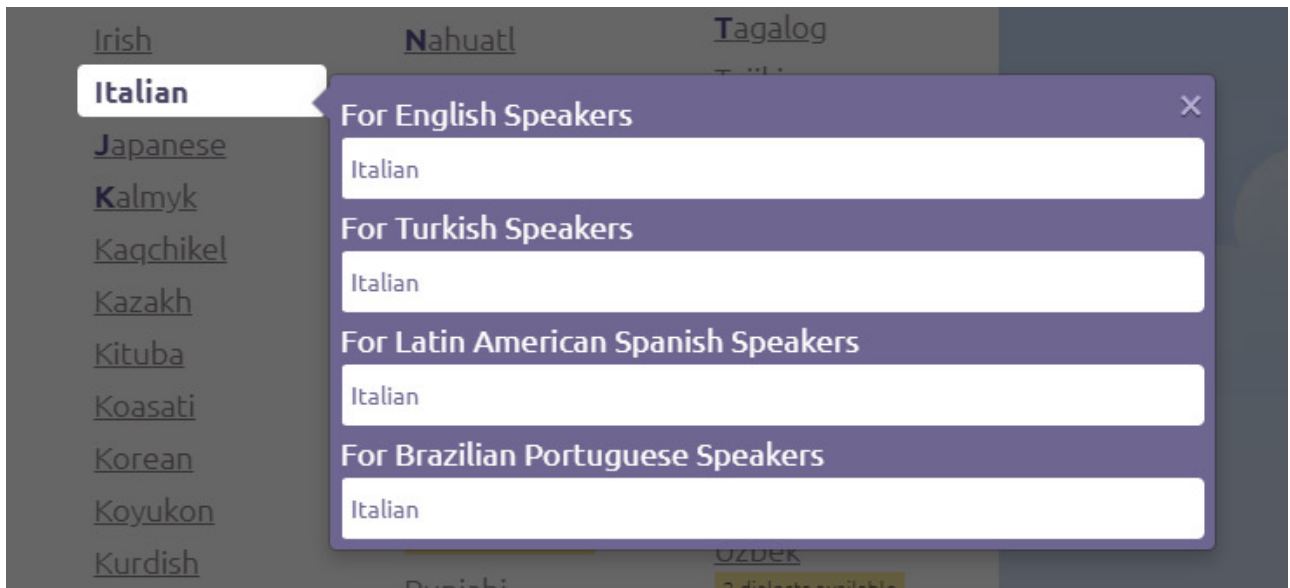 Irish
Italian
Japanese
Kalmyk
Kaqchikel
Kazakh
Kituba
Koasati
Korean
Koyukon
Kurdish
Nahuatl
Tagalog
For English Speakers
×
Italian
For Turkish Speakers
Italian
For Latin American Spanish Speakers
Italian
For Brazilian Portuguese Speakers
Italian
Uzbek